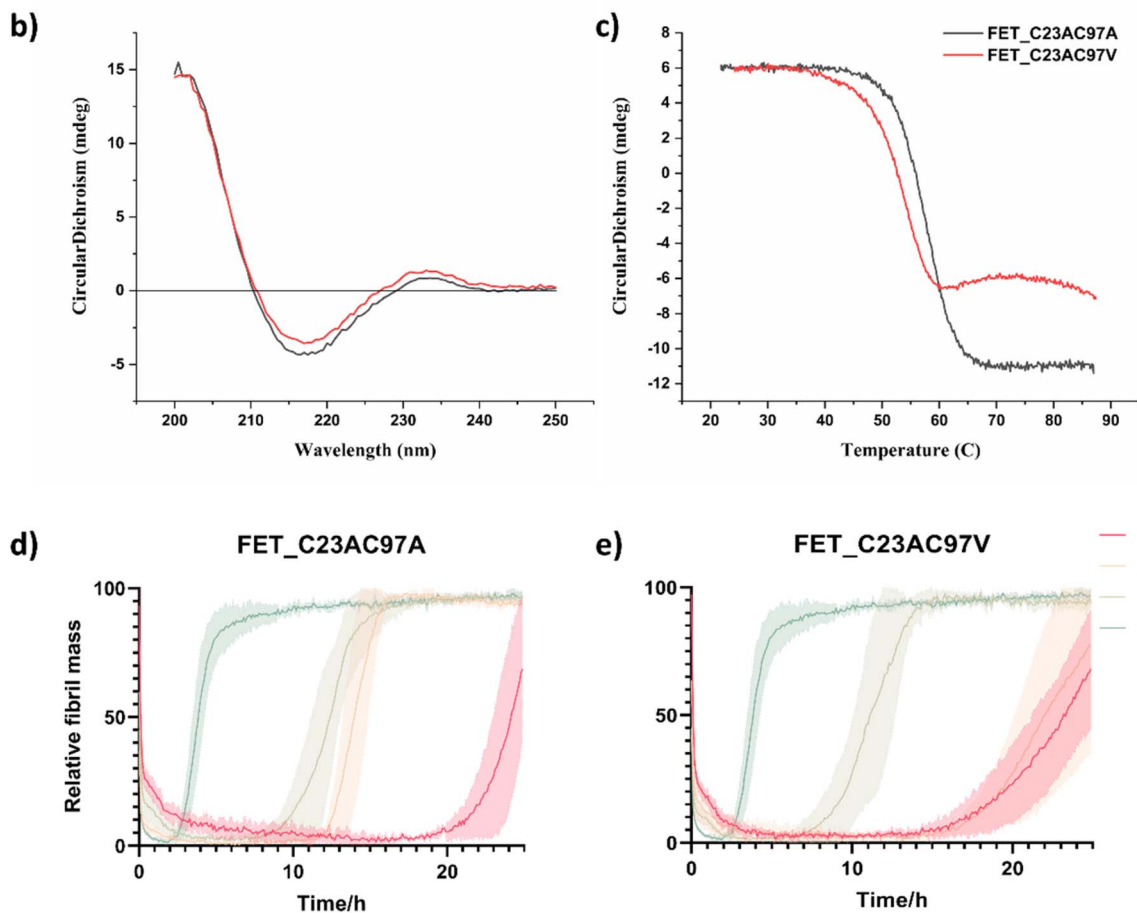 b)
15
10
5
0
-5
CircularDichroism (mdeg)
200 210 220 230 240 250
Wavelength (nm)
c)
FET_C23AC97A
FET_C23AC97V
8
6
4
2
0
-2
-4
-6
-8
-10
-12
CircularDichroism (mdeg)
20 30 40 50 60 70 80 90
Temperature (C)
d)
FET_C23AC97A
100
50
0
Relative fibril mass
0 10 20
Time/h
e)
FET_C23AC97V
100
50
0
0 10 20
Time/h